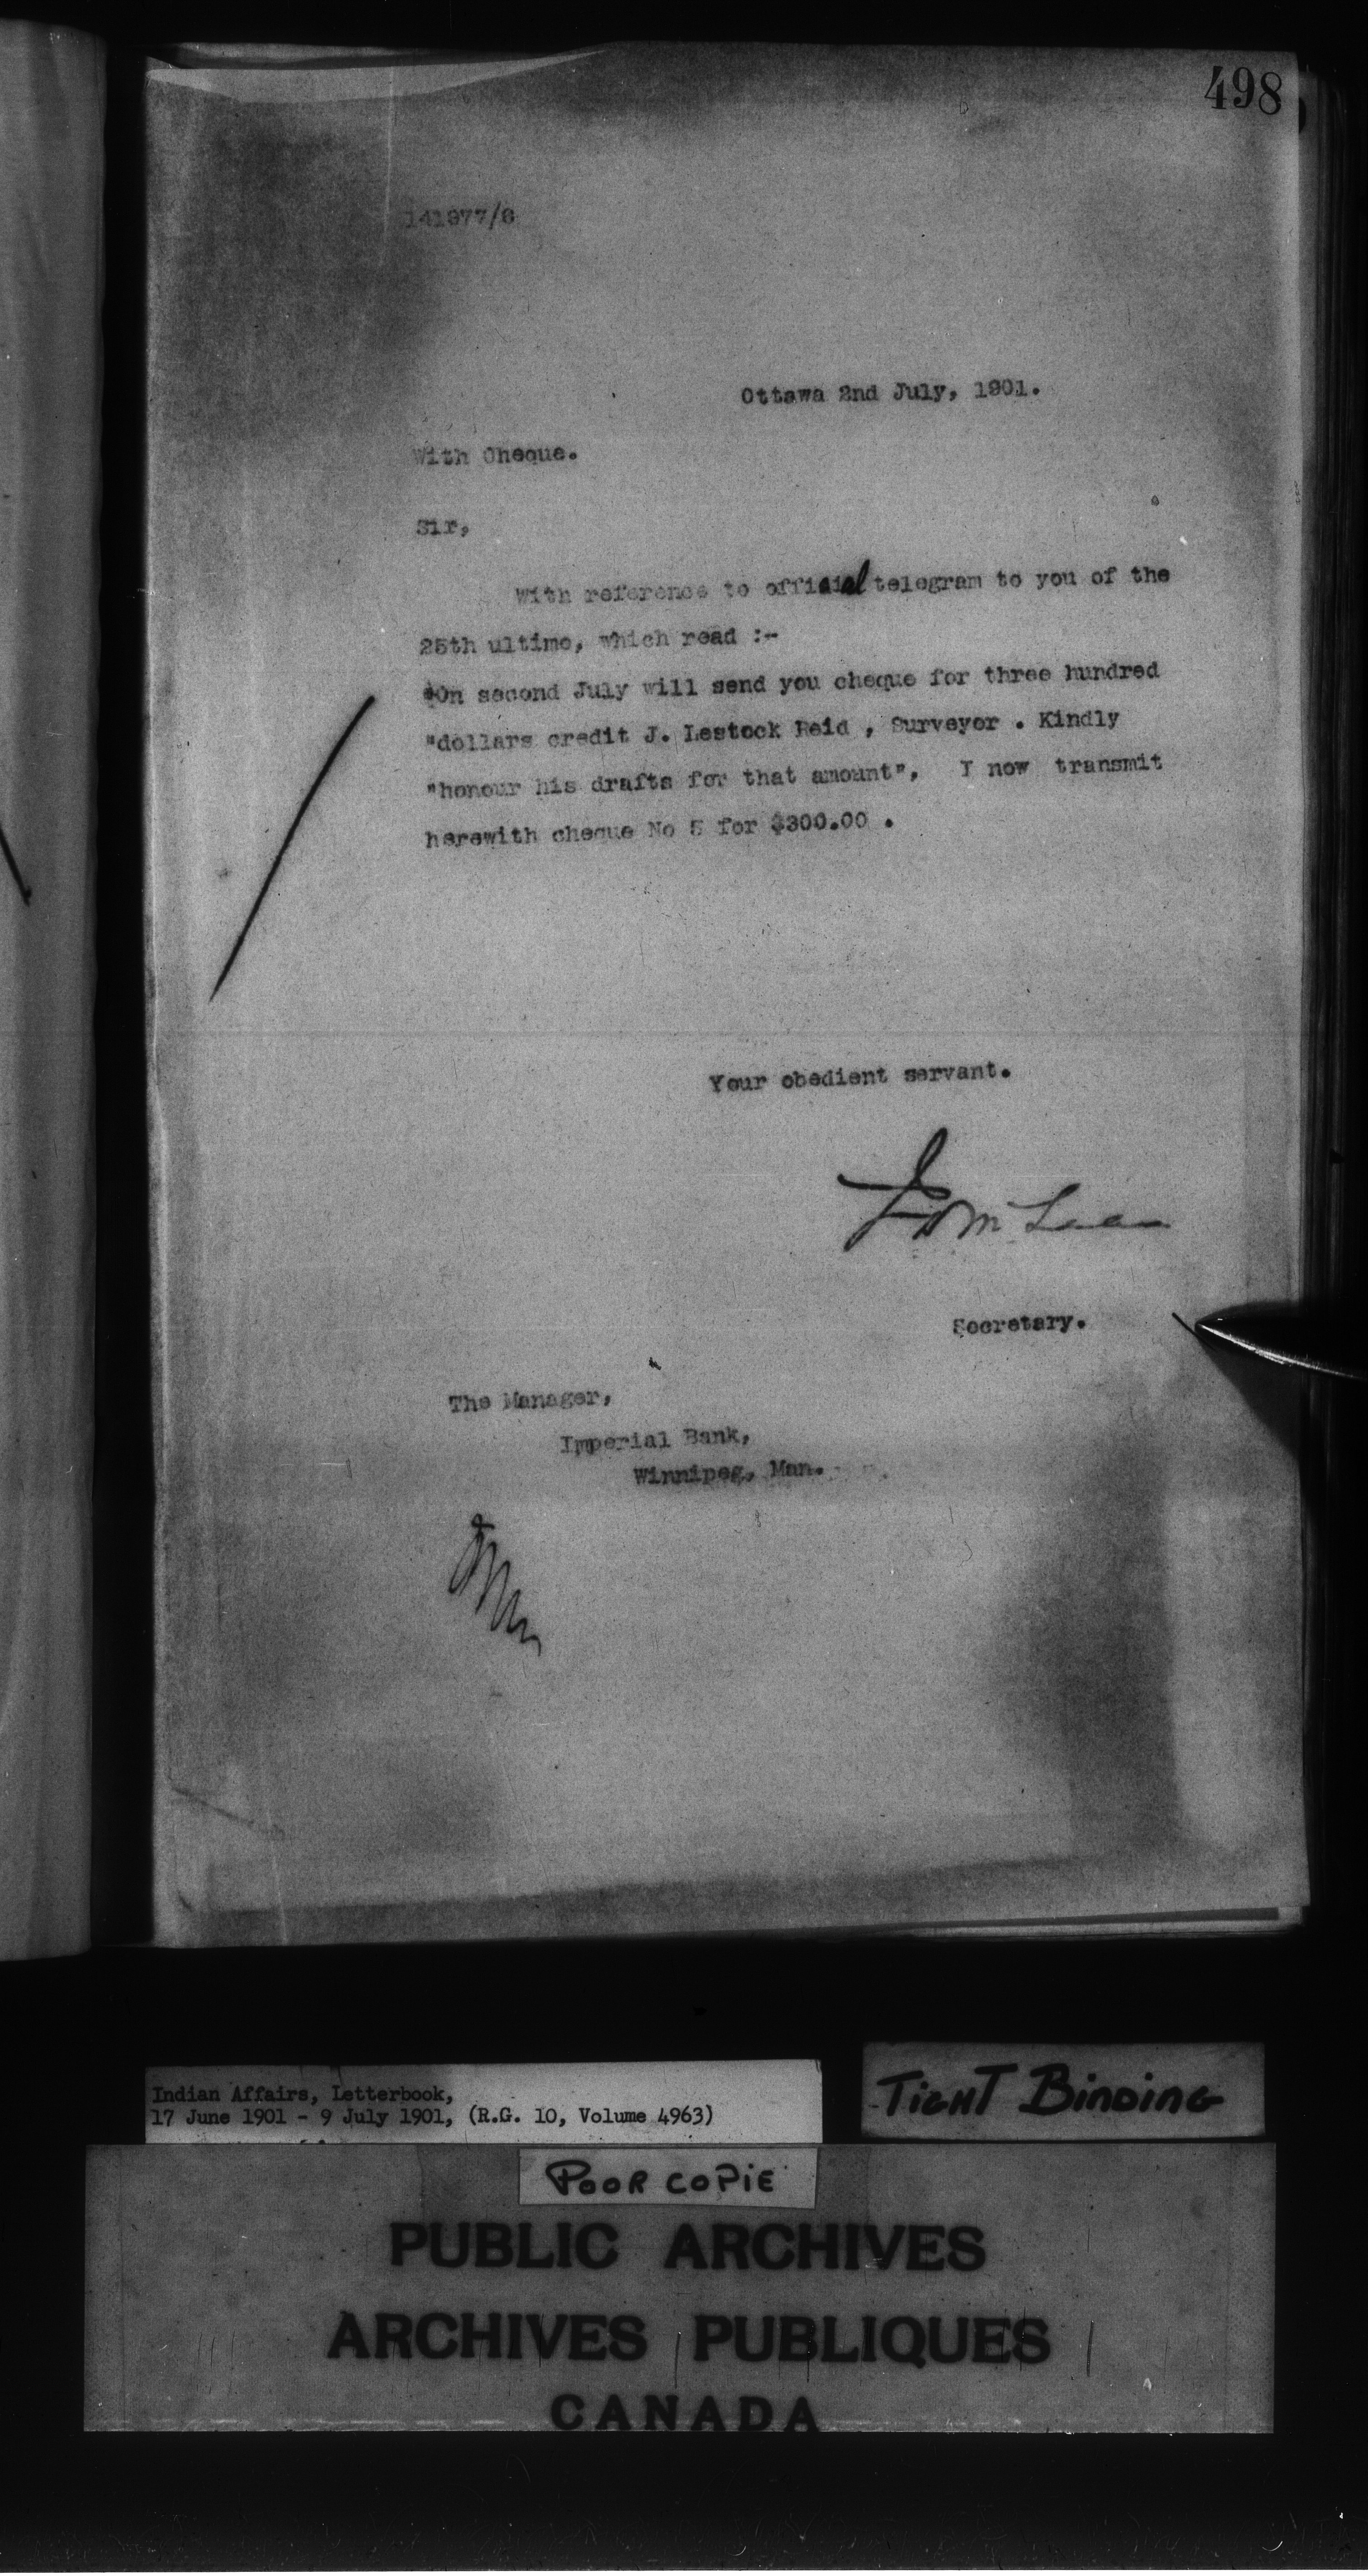 498
141977/8
Ottawa 2nd July, 1901.
With Cheque.
Sir,
With reference to official telegram to you of the
25th ultimo, which read :-
"On second July will send you cheque for three hundred
"dollars credit J. Lestock Reid , Surveyor . Kindly
"honour his drafts for that amount", I now transmit
herewith cheque No 5 for $300.00 .
Your obedient servant.
J D McLean
Secretary.
The Manager,
Imperial Bank,
Winnipeg, Man.
Indian Affairs, Letterbook,
17 June 1901 - 9 July 1901, (R.G. 10, Volume 4963)
TIGHT BINDING
POOR COPIE
PUBLIC ARCHIVES
ARCHIVES PUBLIQUES
CANADA